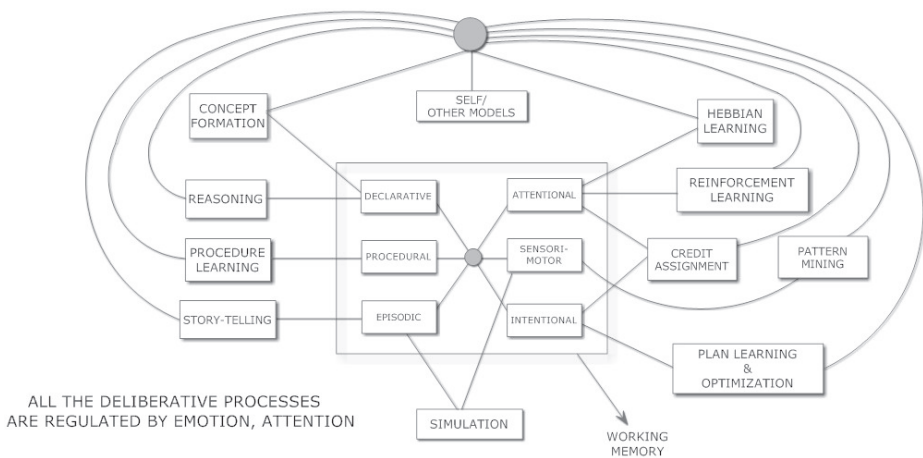 CONCEPT
FORMATION
SELF/
OTHER MODELS
HEBBIAN
LEARNING
REASONING
DECLARATIVE
ATTENTIONAL
REINFORCEMENT
LEARNING
PROCEDURE
LEARNING
PROCEDURAL
SENSORI-
MOTOR
CREDIT
ASSIGNMENT
PATTERN
MINING
STORY-TELLING
EPISODIC
INTENTIONAL
PLAN LEARNING
&
OPTIMIZATION
ALL THE DELIBERATIVE PROCESSES
ARE REGULATED BY EMOTION, ATTENTION
SIMULATION
WORKING
MEMORY